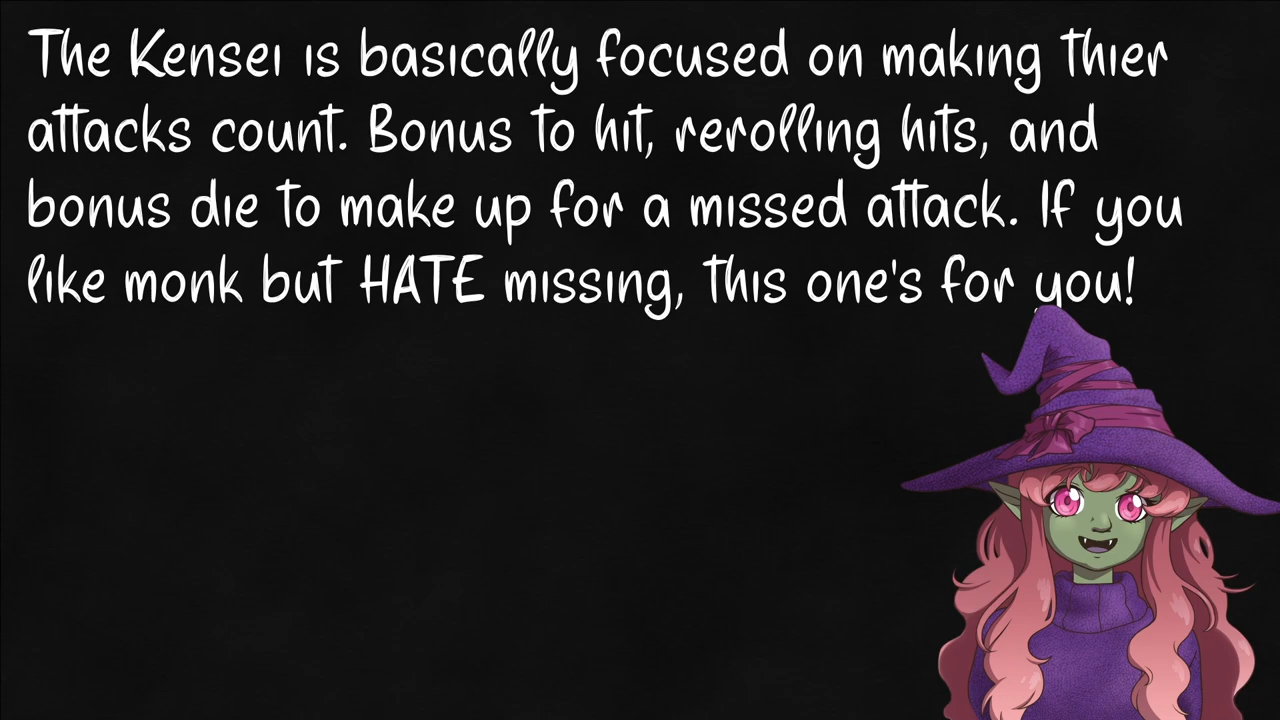 The Kensei is basically focused on making thier
attacks count. Bonus to hit, rerolling hits, and
bonus die to make up for a missed attack. If you
like monk but HATE missing, this one's for you!